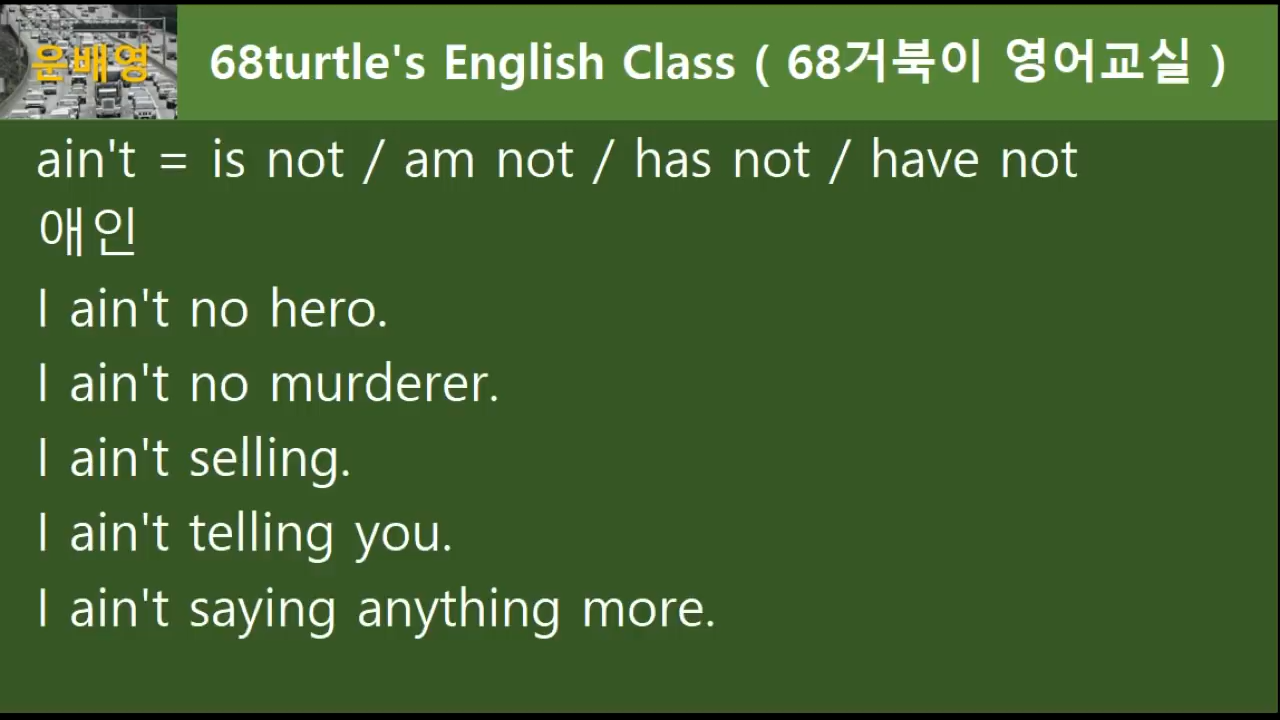 운배영
68turtle's English Class ( 68거북이 영어교실 )
ain't = is not / am not / has not / have not
애인
I ain't no hero.
I ain't no murderer.
I ain't selling.
I ain't telling you.
I ain't saying anything more.